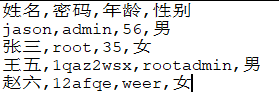 姓名,密码,年龄,性别
jason,admin,56,男
张三,root,35,女
王五,1qaz2wsx,rootadmin,男
赵六,12afqe,weer,女